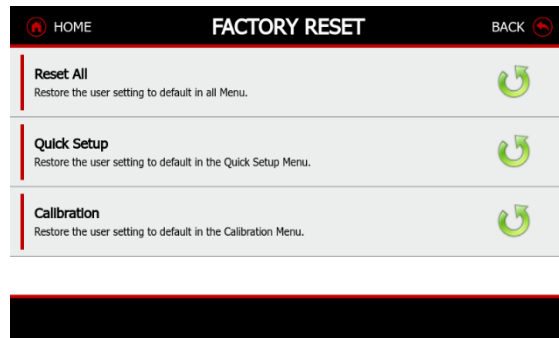 HOME FACTORY RESET BACK
Reset All
Restore the user setting to default in all Menu.
Quick Setup
Restore the user setting to default in the Quick Setup Menu.
Calibration
Restore the user setting to default in the Calibration Menu.